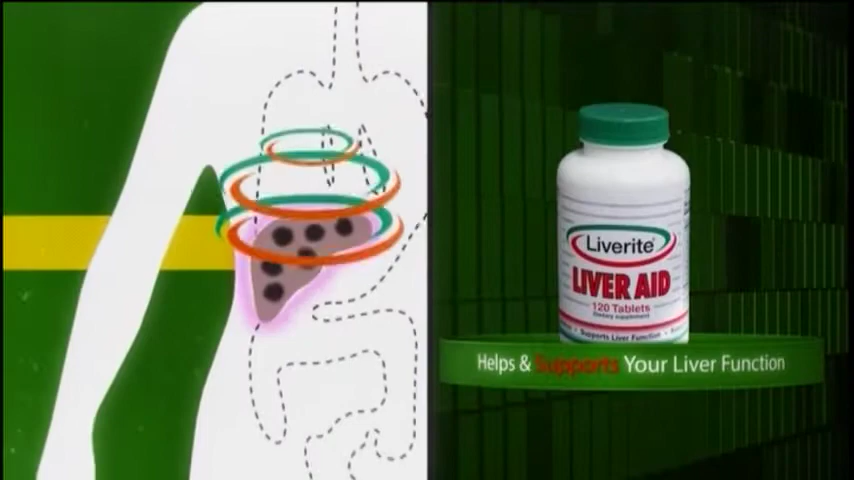 Liverite®
LIVER AID
120 Tablets
Dietary supplement
• Supports Liver Function •
Helps & Supports Your Liver Function